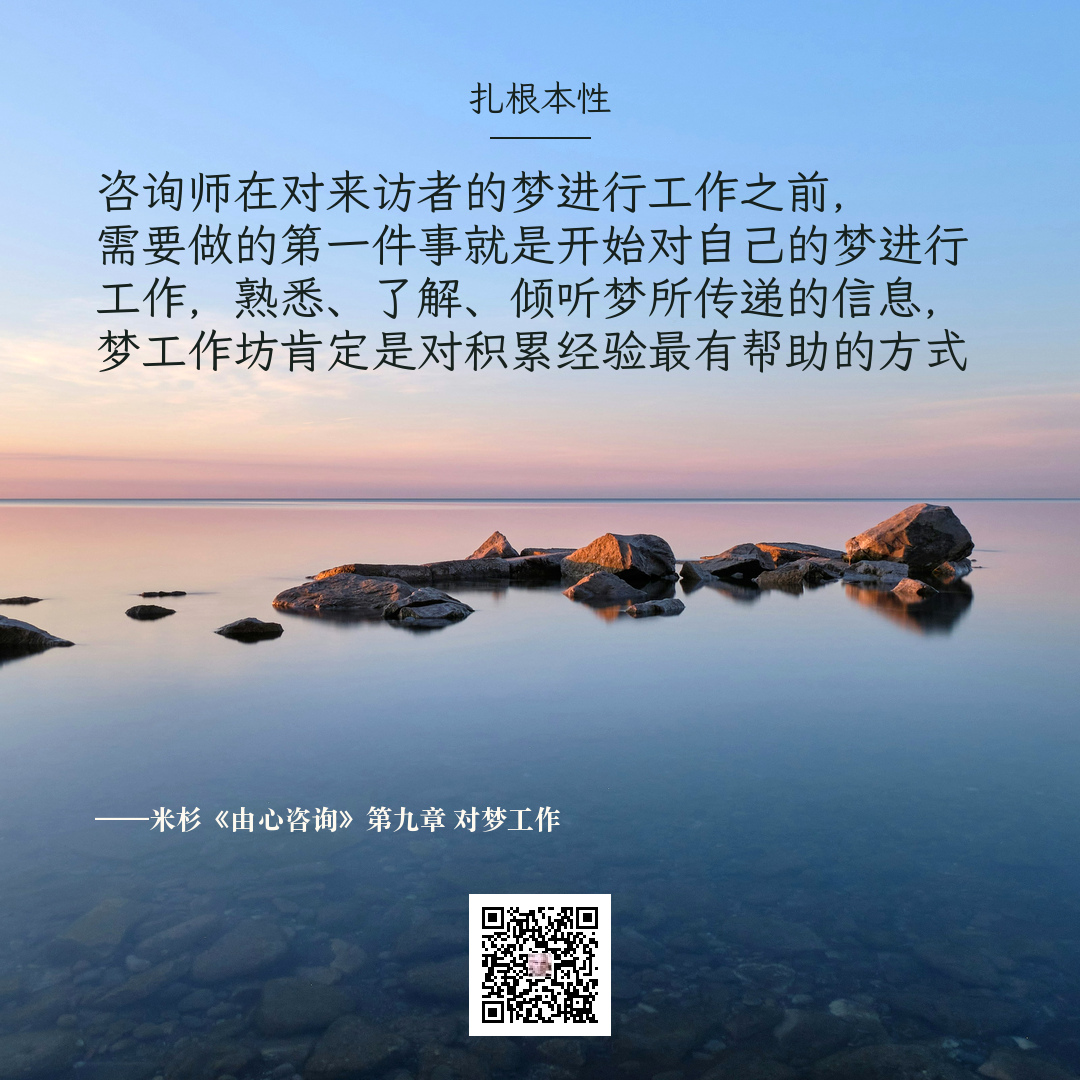 扎根本性
咨询师在对来访者的梦进行工作之前，
需要做的第一件事就是开始对自己的梦进行
工作，熟悉、了解、倾听梦所传递的信息，
梦工作坊肯定是对积累经验最有帮助的方式
——米杉《由心咨询》第九章 对梦工作